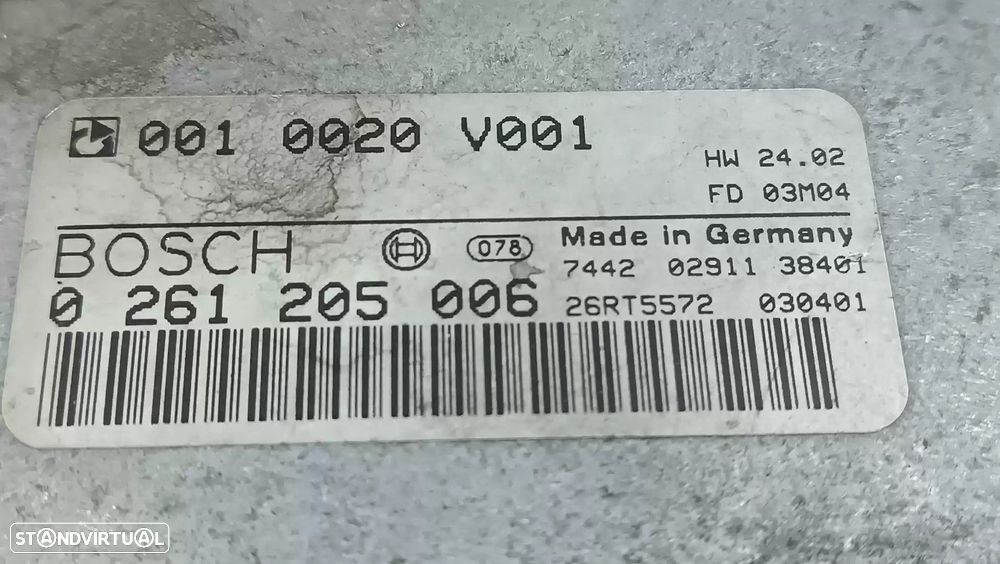 001 0020 V001
HW 24.02
FD 03M04
BOSCH 078 Made in Germany
7442 02911 38401
0 261 205 006 26RT5572 030401
STANDVIRTUAL